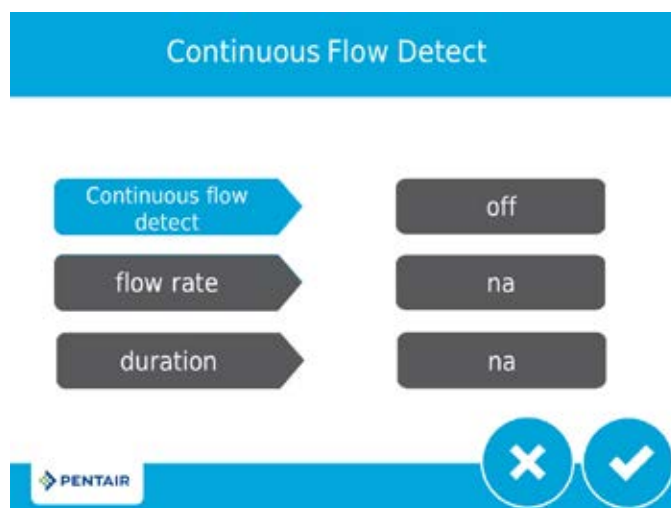 Continuous Flow Detect
Continuous flow
detect
off
flow rate
na
duration
na
PENTAIR